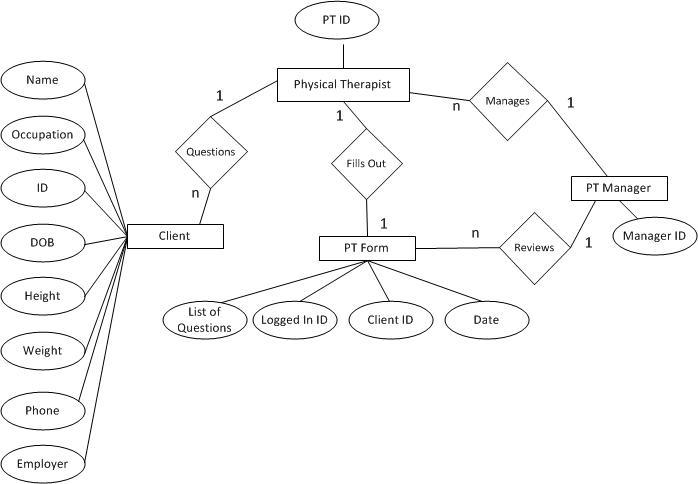 PT ID
Name
Physical Therapist
1
n
Manages
1
1
Occupation
Questions
Fills Out
ID
n
PT Manager
1
n
Client
DOB
PT Form
Reviews
1
Manager ID
Height
List of
Questions
Logged In ID
Client ID
Date
Weight
Phone
Employer